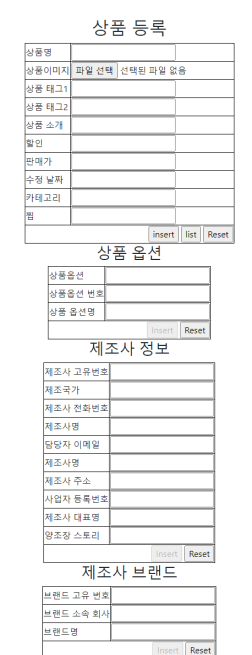 상품 등록
상품명
상품이미지 파일 선택 선택된 파일 없음
상품 태그1
상품 태그2
상품 소개
할인
판매가
수정 날짜
카테고리
찜
insert list Reset
상품 옵션
상품옵션
상품옵션 번호
상품 옵션명
Insert Reset
제조사 정보
제조사 고유번호
제조국가
제조사 전화번호
제조사명
담당자 이메일
제조사명
제조사 주소
사업자 등록번호
제조사 대표명
양조장 스토리
Insert Reset
제조사 브랜드
브랜드 고유 번호
브랜드 소속 회사
브랜드명
Insert Reset